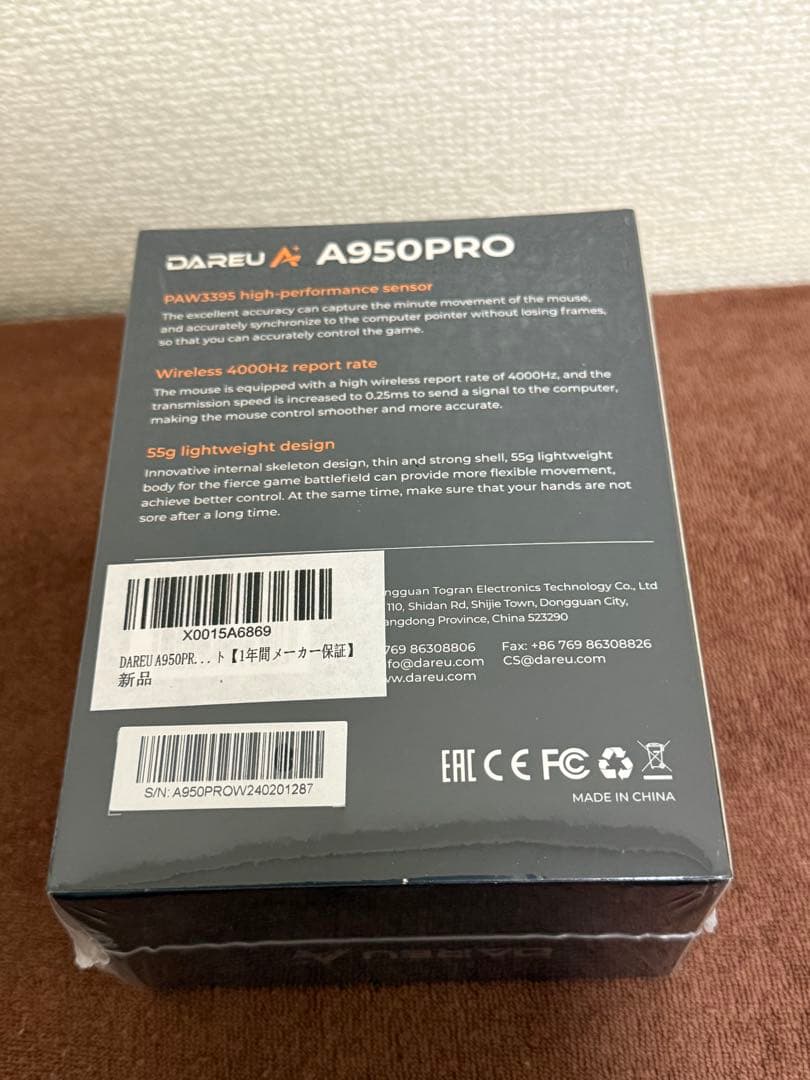 DAREU A+ A950PRO
PAW3395 high-performance sensor
The excellent accuracy can capture the minute movement of the mouse,
and accurately synchronize to the computer pointer without losing frames,
so that you can accurately control the game.
Wireless 4000Hz report rate
The mouse is equipped with a high wireless report rate of 4000Hz, and the
transmission speed is increased to 0.25ms to send a signal to the computer,
making the mouse control smoother and more accurate.
55g lightweight design
Innovative internal skeleton design, thin and strong shell, 55g lightweight
body for the fierce game battlefield can provide more flexible movement,
achieve better control. At the same time, make sure that your hands are not
sore after a long time.
ngguan Togran Electronics Technology Co., Ltd
110, Shidan Rd, Shijie Town, Dongguan City,
angdong Province, China 523290
769 86308806 Fax: +86 769 86308826
fo@dareu.com CS@dareu.com
w.dareu.com
X0015A6869
DAREU A950PR... ト【1年間メーカー保証】
新品
S/N: A950PROW240201287
EAC CE FC
MADE IN CHINA
DAREU